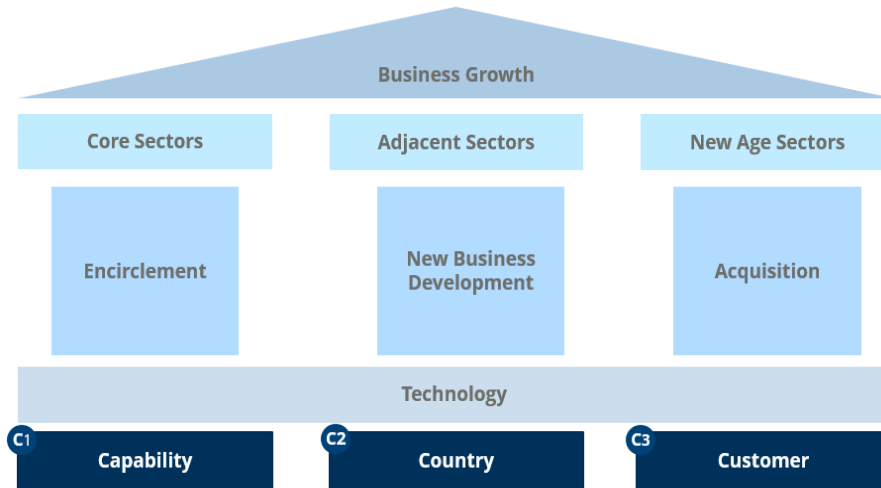 Business Growth
Core Sectors
Adjacent Sectors
New Age Sectors
Encirclement
New Business
Development
Acquisition
Technology
C1
Capability
C2
Country
C3
Customer